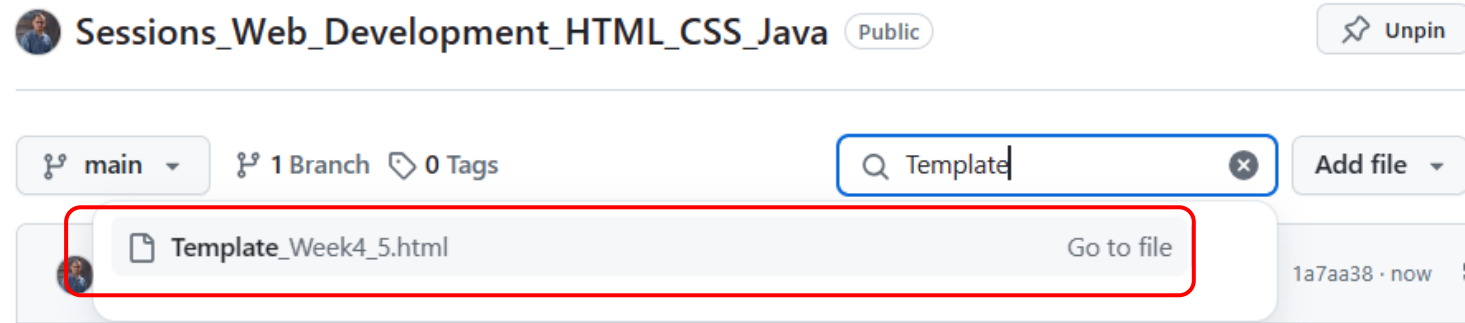 Sessions_Web_Development_HTML_CSS_Java Public Unpin
main 1 Branch 0 Tags Template Add file
Template_Week4_5.html Go to file
1a7aa38 · now